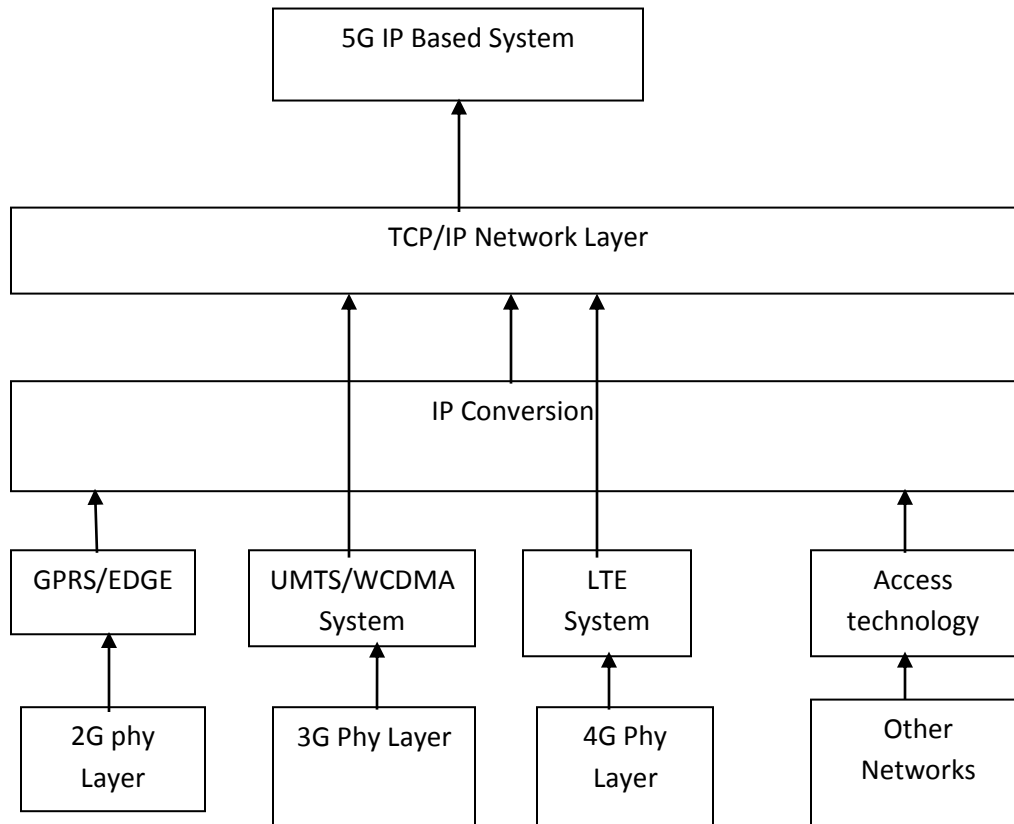 5G IP Based System
TCP/IP Network Layer
IP Conversion
GPRS/EDGE
UMTS/WCDMA
System
LTE
System
Access
technology
2G phy
Layer
3G Phy Layer
4G Phy
Layer
Other
Networks